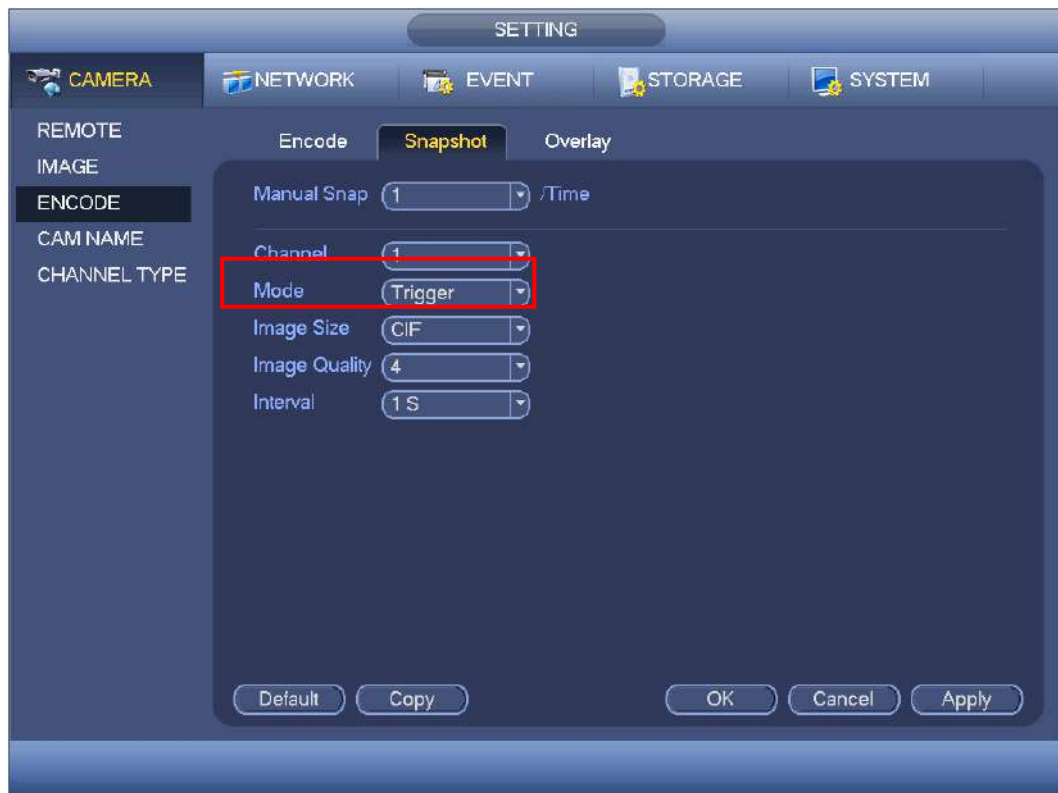 SETTING
CAMERA NETWORK EVENT STORAGE SYSTEM
REMOTE
IMAGE
ENCODE
CAM NAME
CHANNEL TYPE
Encode Snapshot Overlay
Manual Snap 1 /Time
Channel 1
Mode Trigger
Image Size CIF
Image Quality 4
Interval 1 S
Default Copy OK Cancel Apply